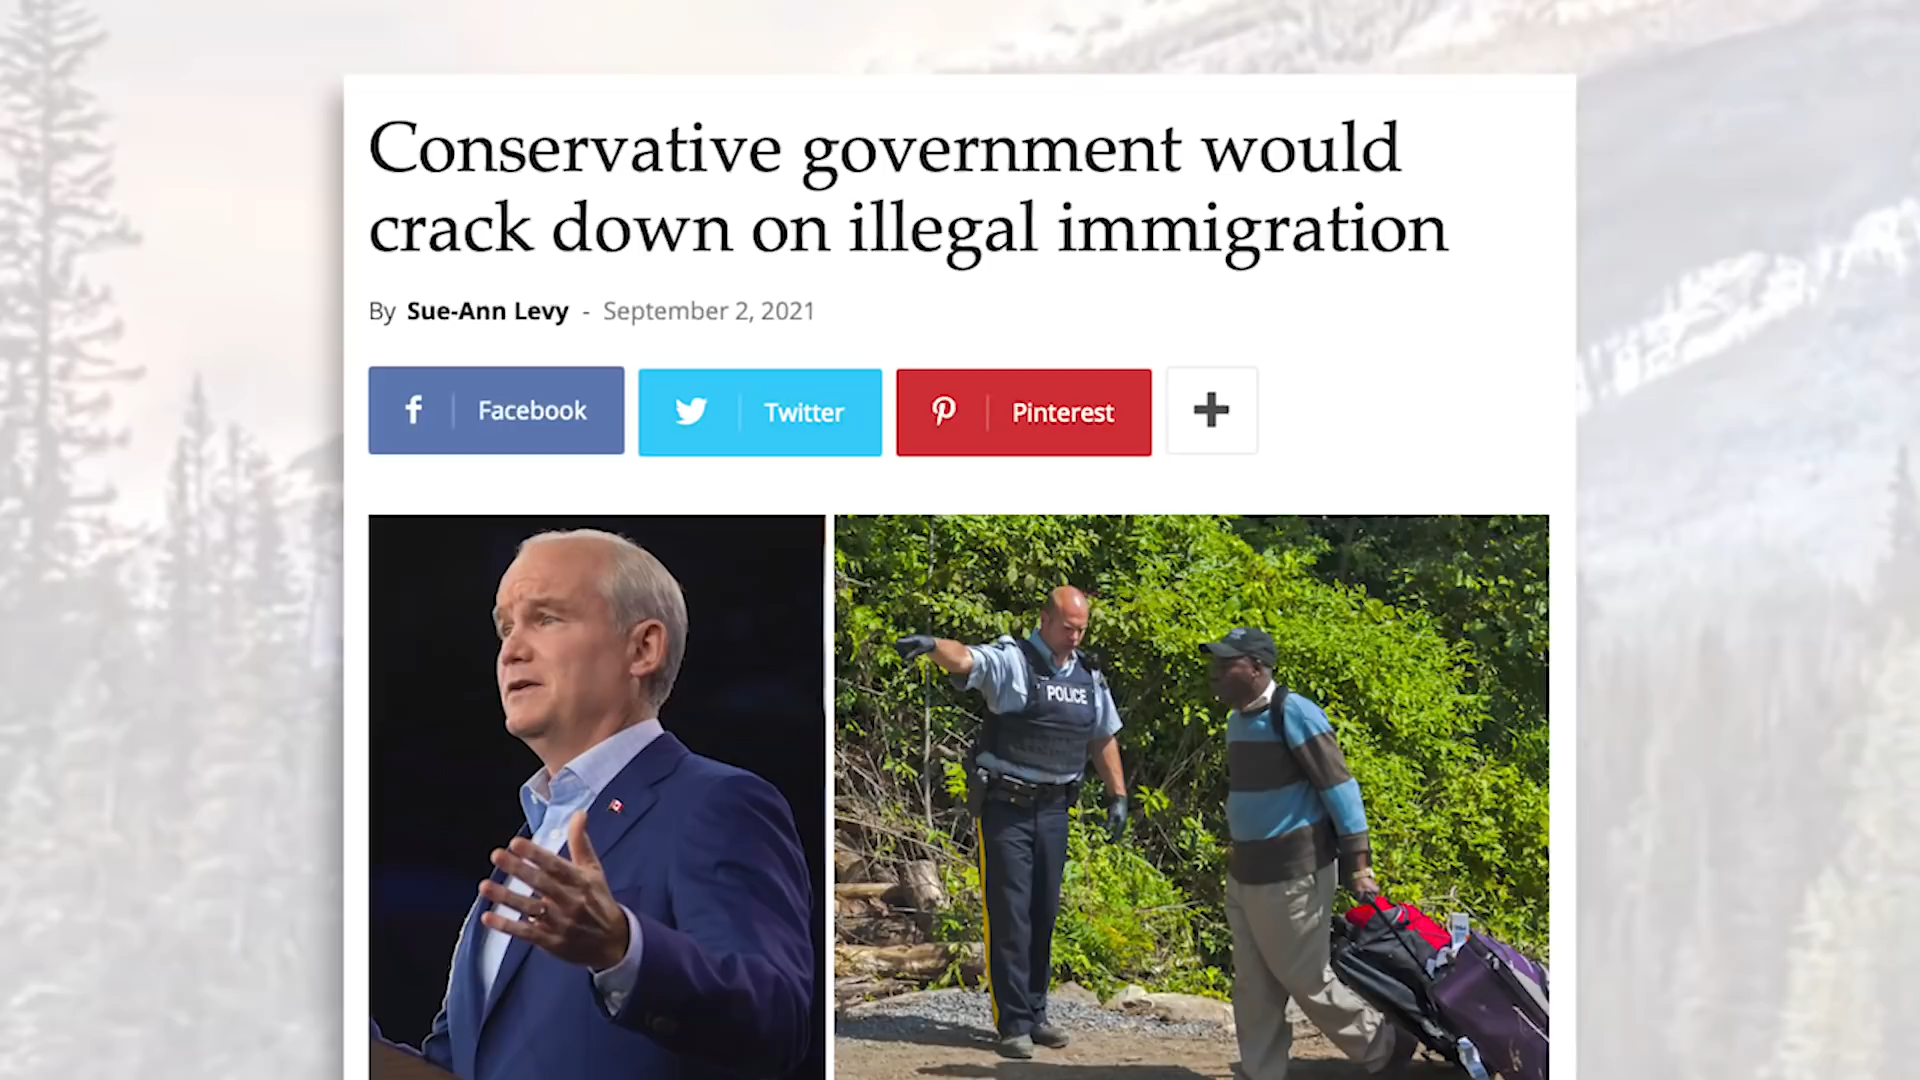 Conservative government would
crack down on illegal immigration
By Sue-Ann Levy - September 2, 2021
Facebook
Twitter
Pinterest
POLICE